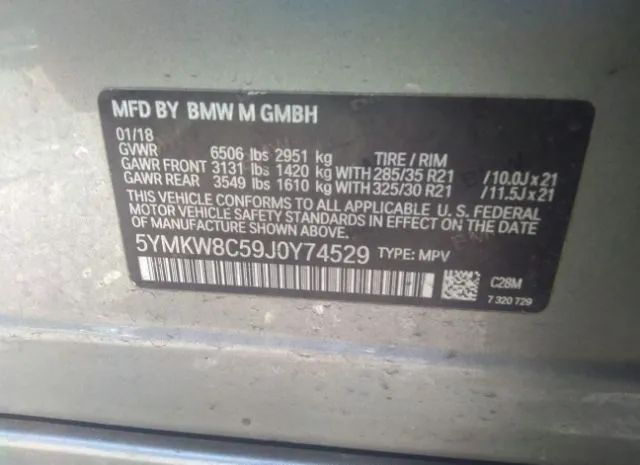 MFD BY BMW M GMBH
01/18
GVWR 6506 lbs 2951 kg TIRE / RIM
GAWR FRONT 3131 lbs 1420 kg WITH 285/35 R21 /10.0J x 21
GAWR REAR 3549 lbs 1610 kg WITH 325/30 R21 /11.5J x 21
THIS VEHICLE CONFORMS TO ALL APPLICABLE U. S. FEDERAL
MOTOR VEHICLE SAFETY STANDARDS IN EFFECT ON THE DATE OF
MANUFACTURE SHOWN ABOVE.
5YMKW8C59J0Y74529 TYPE: MPV
C28M
7 320 729